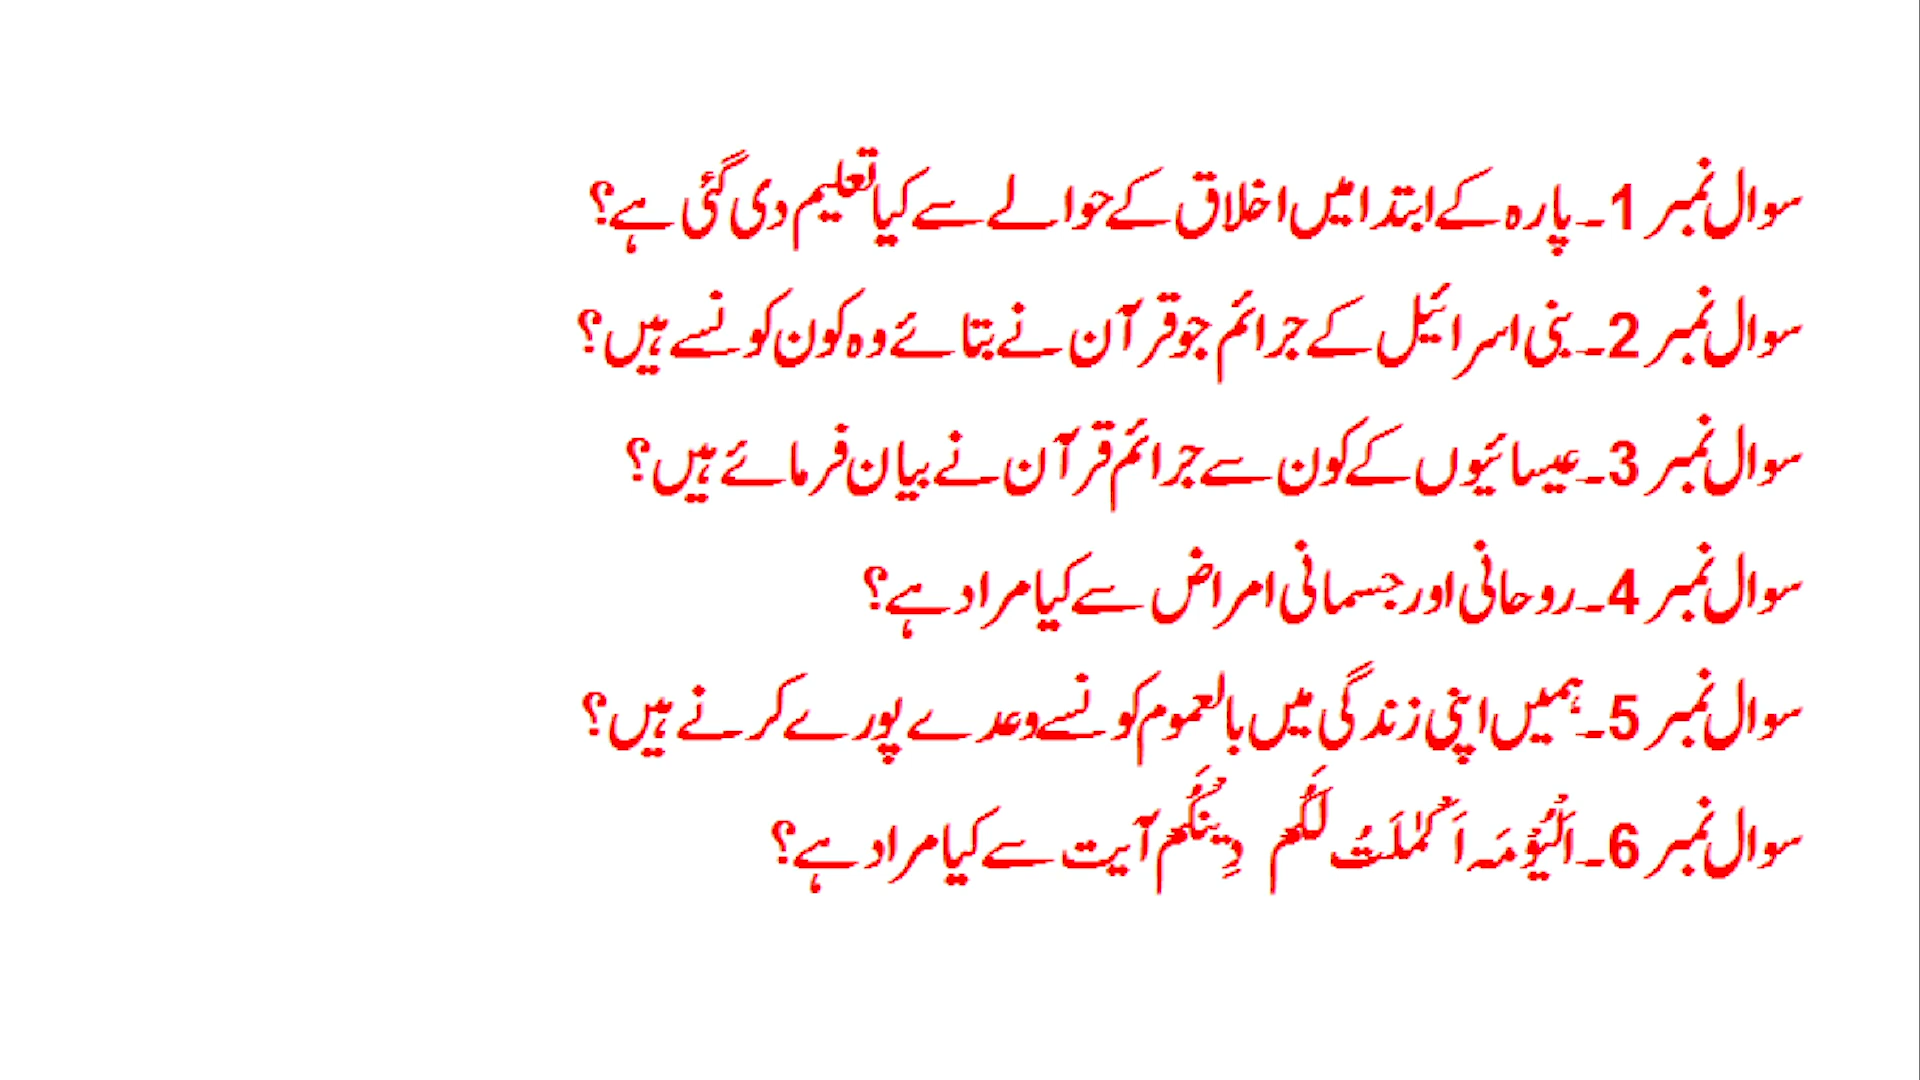 سوال نمبر 1۔ پارہ کے ابتدا میں اخلاق کے حوالے سے کیا تعلیم دی گئی ہے؟
سوال نمبر 2۔ بنی اسرائیل کے جرائم جو قرآن نے بتائے وہ کون کونسے ہیں؟
سوال نمبر 3۔ عیسائیوں کے کون سے جرائم قرآن نے بیان فرمائے ہیں؟
سوال نمبر 4۔ روحانی اور جسمانی امراض سے کیا مراد ہے؟
سوال نمبر 5۔ ہمیں اپنی زندگی میں بالعموم کونسے وعدے پورے کرنے ہیں؟
سوال نمبر 6۔ اَلْیَوْمَہ اَکْمَلَتُ لَکُمْ دِیْنَکُمْ آیت سے کیا مراد ہے؟